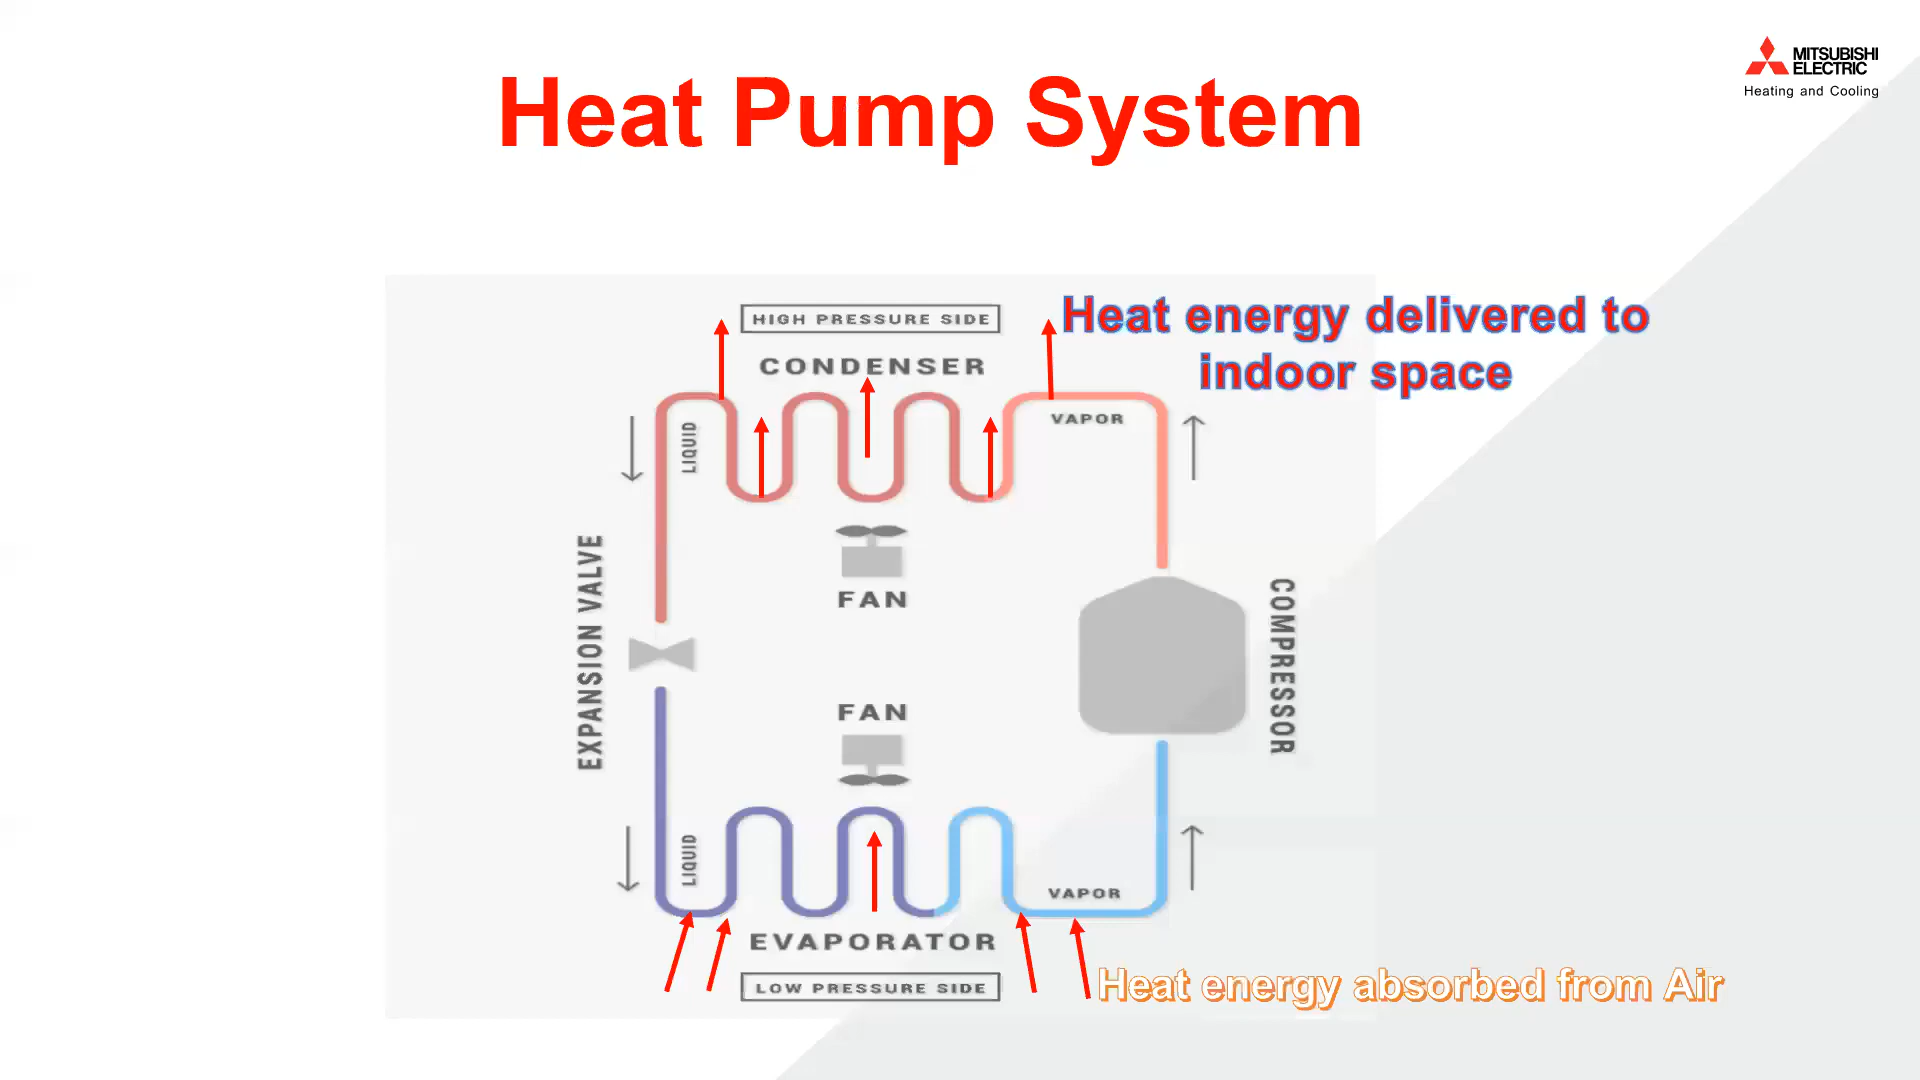 MITSUBISHI
ELECTRIC
Heating and Cooling
Heat Pump System
HIGH PRESSURE SIDE
CONDENSER
Heat energy delivered to
indoor space
VAPOR
LIQUID
EXPANSION VALVE
FAN
COMPRESSOR
FAN
LIQUID
VAPOR
EVAPORATOR
LOW PRESSURE SIDE
Heat energy absorbed from Air